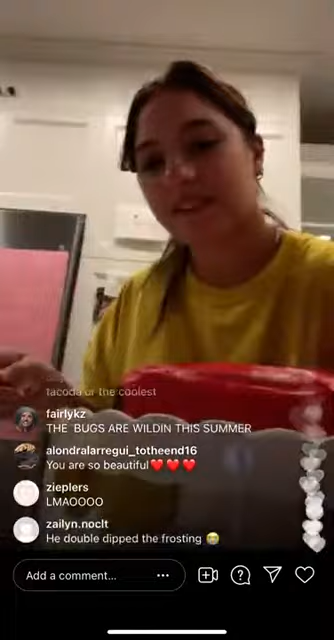 tacoda or the coolest
fairlykz
THE BUGS ARE WILDIN THIS SUMMER
alondralarregui_totheend16
You are so beautiful❤️❤️❤️
zieplers
LMAOOOO
zailyn.noclt
He double dipped the frosting 😭
Add a comment...